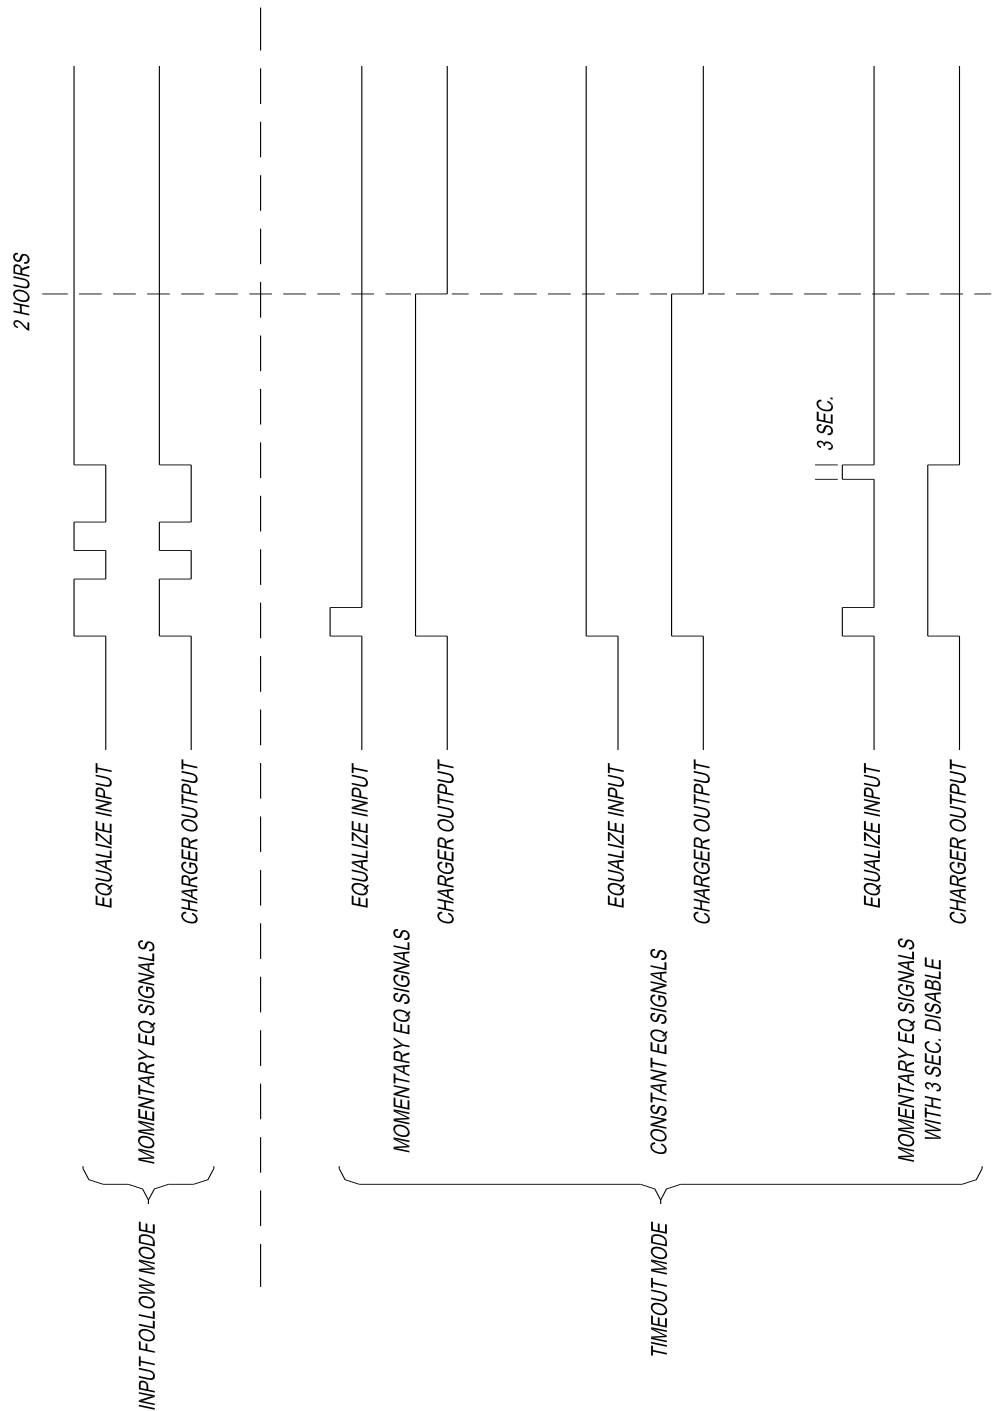 2 HOURS
EQUALIZE INPUT
MOMENTARY EQ SIGNALS
CHARGER OUTPUT
INPUT FOLLOW MODE
EQUALIZE INPUT
MOMENTARY EQ SIGNALS
CHARGER OUTPUT
EQUALIZE INPUT
CONSTANT EQ SIGNALS
CHARGER OUTPUT
TIMEOUT MODE
3 SEC.
EQUALIZE INPUT
MOMENTARY EQ SIGNALS
WITH 3 SEC. DISABLE
CHARGER OUTPUT